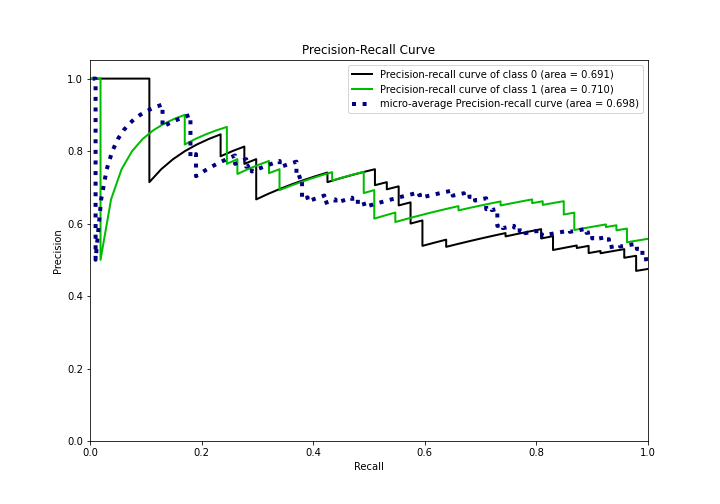 Precision-Recall Curve
Precision-recall curve of class 0 (area = 0.691)
Precision-recall curve of class 1 (area = 0.710)
micro-average Precision-recall curve (area = 0.698)
Precision
1.0
0.8
0.6
0.4
0.2
0.0
0.0 0.2 0.4 0.6 0.8 1.0
Recall